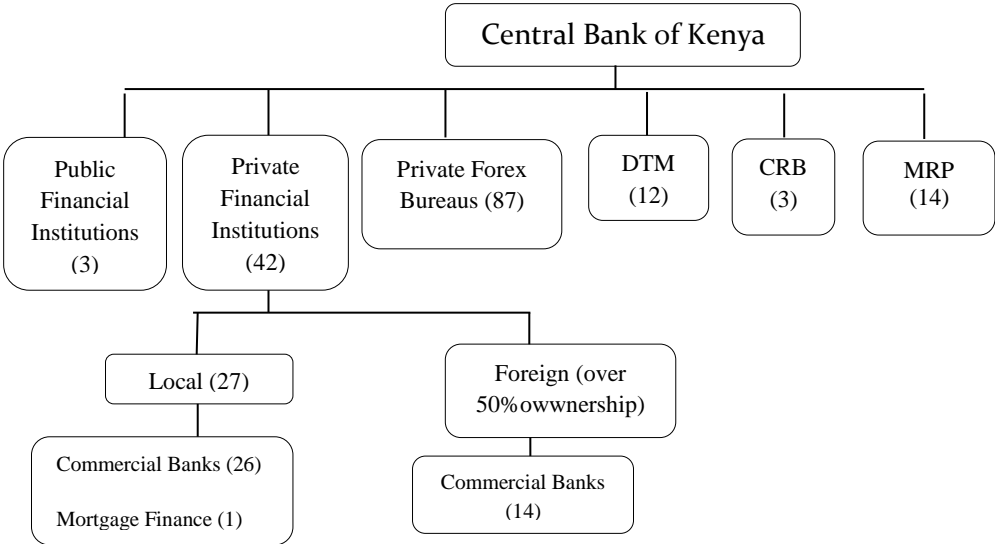 Central Bank of Kenya
Public
Financial
Institutions
(3)
Private
Financial
Institutions
(42)
Private Forex
Bureaus (87)
DTM
(12)
CRB
(3)
MRP
(14)
Local (27)
Foreign (over
50%owwnership)
Commercial Banks (26)
Mortgage Finance (1)
Commercial Banks
(14)